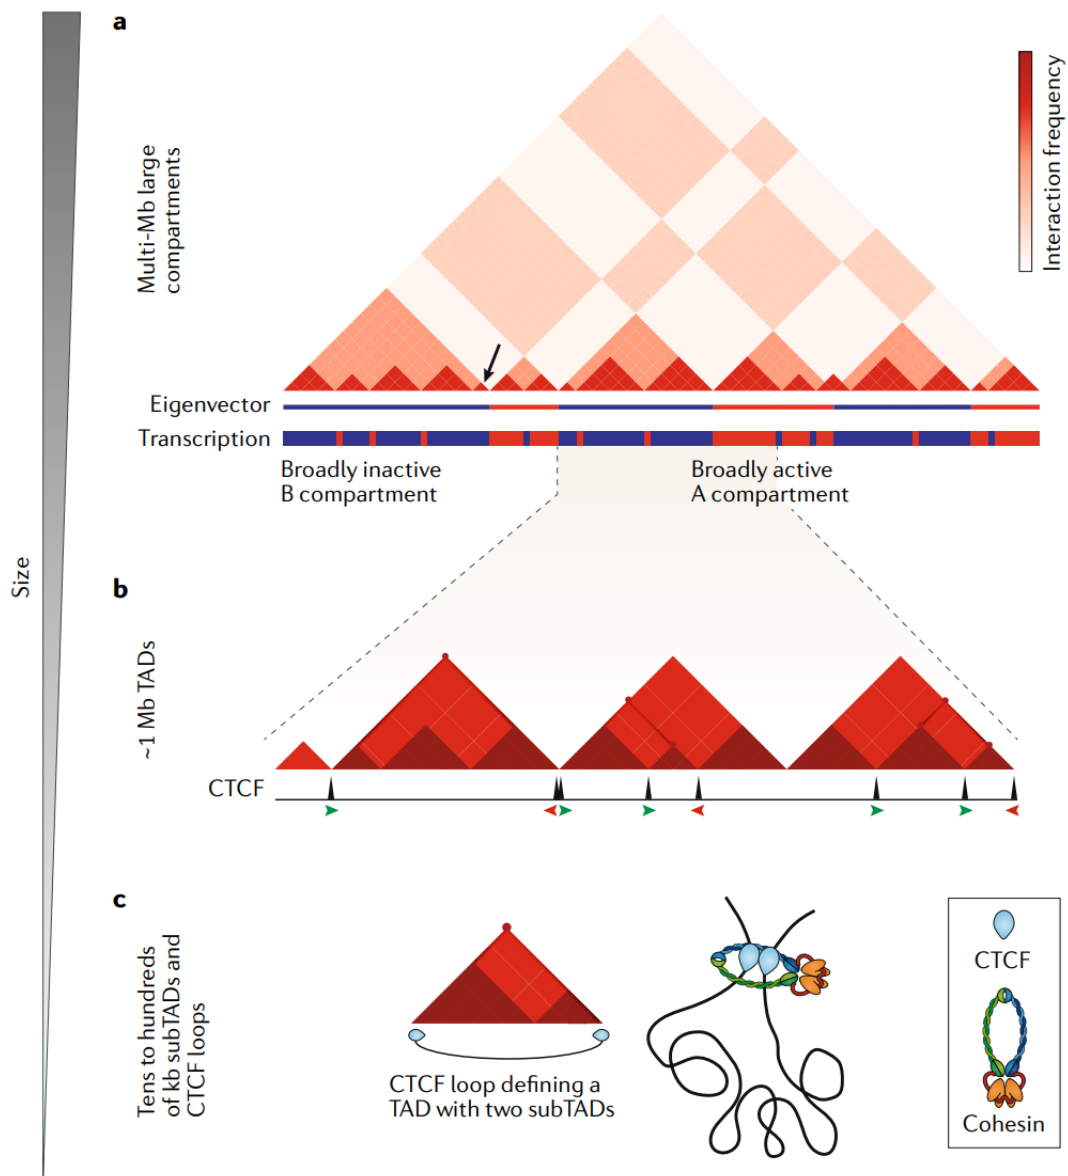 a
Multi-Mb large
compartments
Interaction frequency
Eigenvector
Transcription
Broadly inactive
B compartment
Broadly active
A compartment
Size
b
~1 Mb TADs
CTCF
c
Tens to hundreds
of kb subTADs and
CTCF loops
CTCF loop defining a
TAD with two subTADs
CTCF
Cohesin